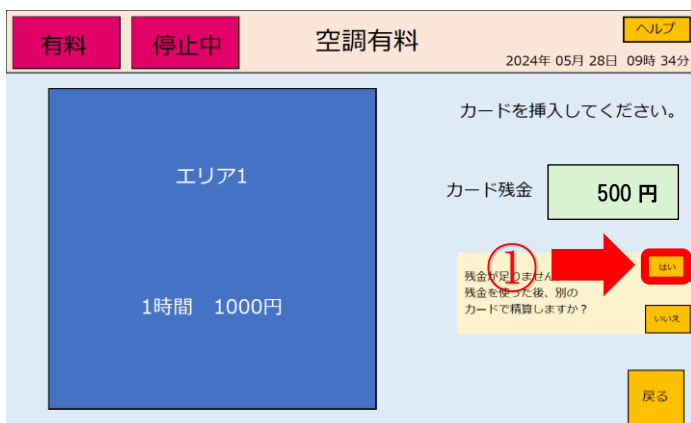 有料
停止中
空調有料
ヘルプ
2024年 05月 28日 09時 34分
カードを挿入してください。
エリア1
カード残金
500 円
1時間 1000円
①
残金が足りません
残金を使った後、別の
カードで精算しますか？
はい
いいえ
戻る